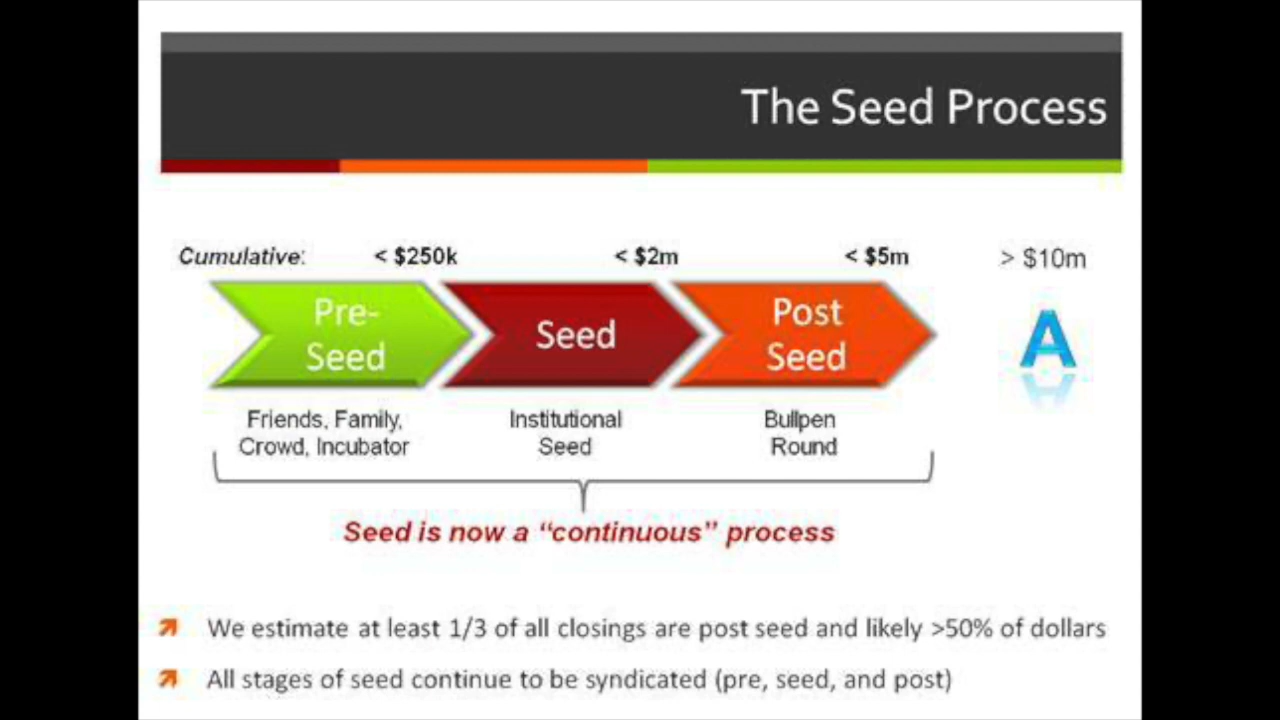 The Seed Process
Cumulative: < $250k < $2m < $5m > $10m
Pre-
Seed
Seed
Post
Seed
A
Friends, Family,
Crowd, Incubator
Institutional
Seed
Bullpen
Round
Seed is now a “continuous” process
We estimate at least 1/3 of all closings are post seed and likely >50% of dollars
All stages of seed continue to be syndicated (pre, seed, and post)